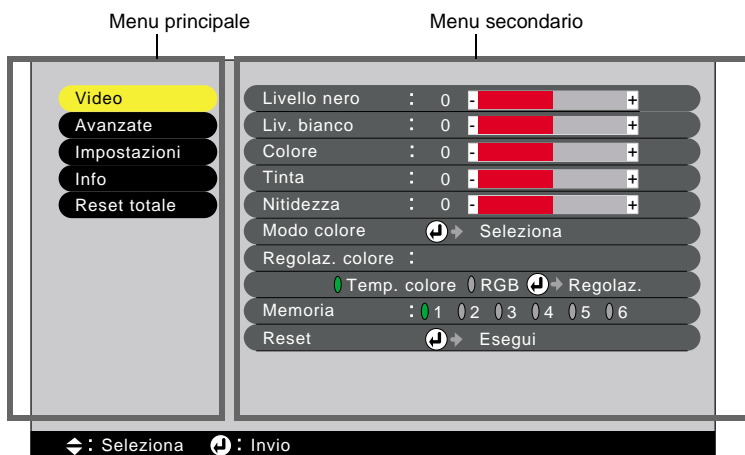 Menu principale
Menu secondario
Video
Avanzate
Impostazioni
Info
Reset totale
Livello nero : 0 - +
Liv. bianco : 0 - +
Colore : 0 - +
Tinta : 0 - +
Nitidezza : 0 - +
Modo colore Seleziona
Regolaz. colore :
Temp. colore RGB Regolaz.
Memoria : 1 2 3 4 5 6
Reset Esegui
: Seleziona : Invio